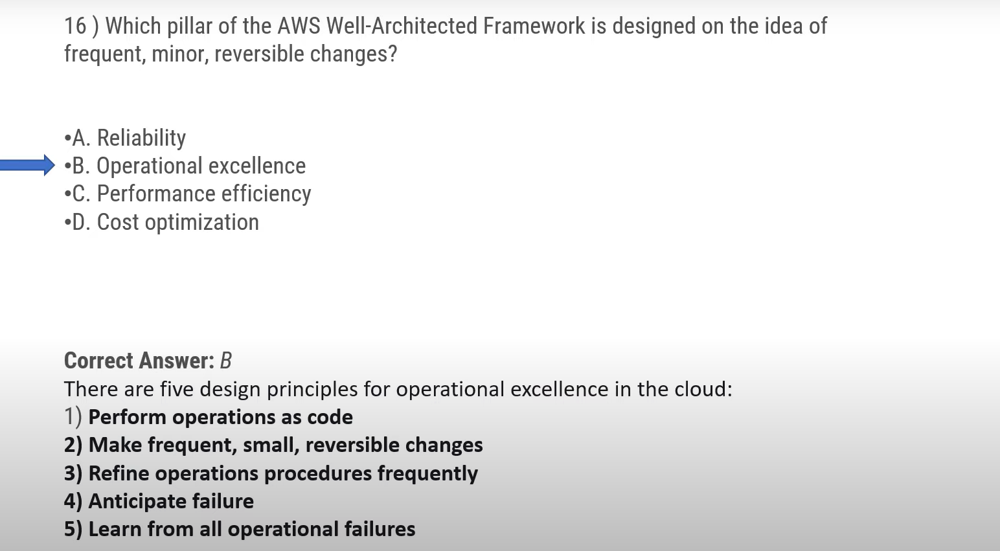 16 ) Which pillar of the AWS Well-Architected Framework is designed on the idea of
frequent, minor, reversible changes?
•A. Reliability
•B. Operational excellence
•C. Performance efficiency
•D. Cost optimization
Correct Answer: B
There are five design principles for operational excellence in the cloud:
1) Perform operations as code
2) Make frequent, small, reversible changes
3) Refine operations procedures frequently
4) Anticipate failure
5) Learn from all operational failures